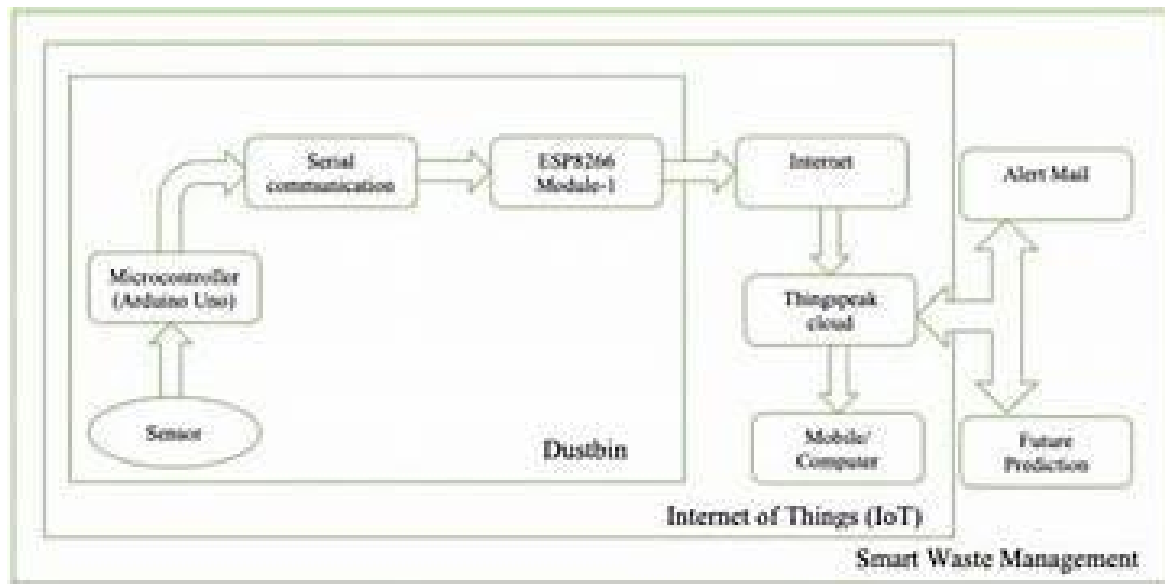 Serial
communication
ESP8266
Module-1
Internet
Alert Mail
Microcontroller
(Arduino Uno)
Thingspeak
cloud
Sensor
Mobile/
Computer
Future
Prediction
Dustbin
Internet of Things (IoT)
Smart Waste Management